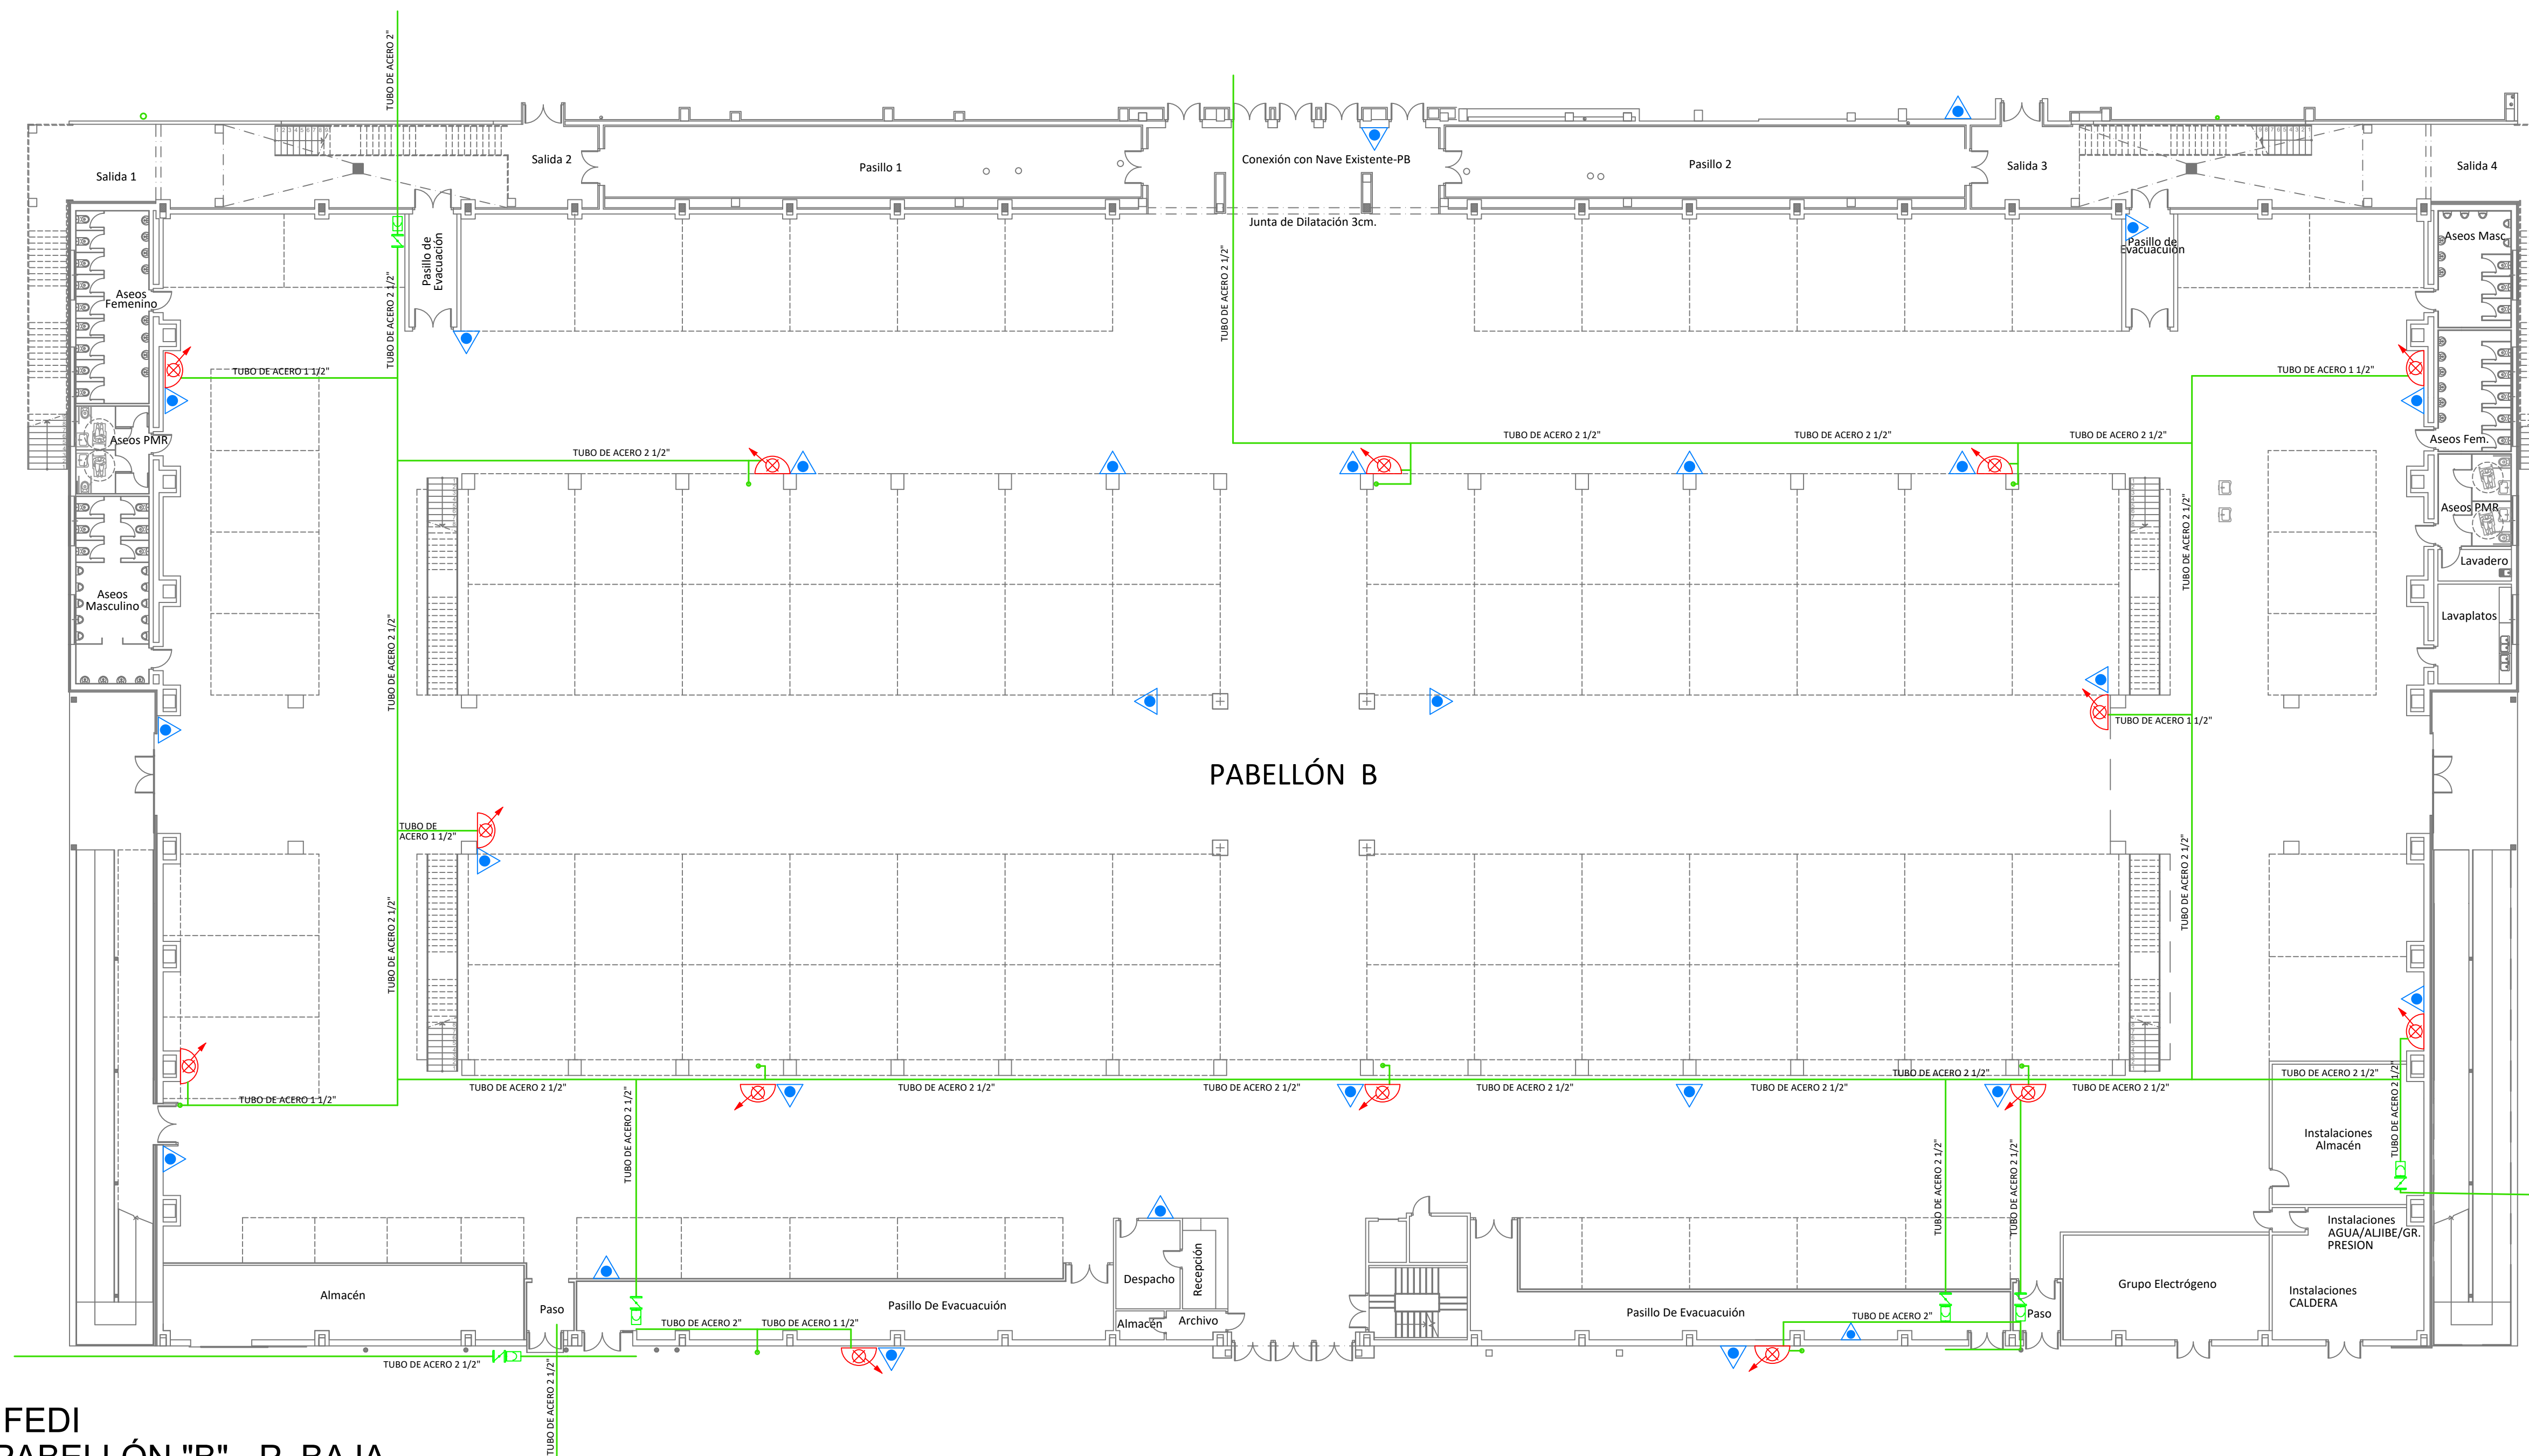 TUBO DE ACERO 2"
Salida 1
Salida 2
Pasillo 1
Conexión con Nave Existente-PB
Pasillo 2
Salida 3
Salida 4
Junta de Dilatación 3cm.
Pasillo de
Evacuación
Pasillo de
Evacuacuión
Aseos Masc.
Aseos
Femenino
TUBO DE ACERO 2 1/2"
TUBO DE ACERO 2 1/2"
TUBO DE ACERO 1 1/2"
TUBO DE ACERO 1 1/2"
Aseos PMR
Aseos Fem.
TUBO DE ACERO 2 1/2"
TUBO DE ACERO 2 1/2"
TUBO DE ACERO 2 1/2"
TUBO DE ACERO 2 1/2"
Aseos PMR
TUBO DE ACERO 2 1/2"
Lavadero
Aseos
Masculino
Lavaplatos
TUBO DE ACERO 2 1/2"
TUBO DE ACERO 1 1/2"
PABELLÓN B
TUBO DE
ACERO 1 1/2"
TUBO DE ACERO 2 1/2"
TUBO DE ACERO 2 1/2"
TUBO DE ACERO 1 1/2"
TUBO DE ACERO 2 1/2"
TUBO DE ACERO 2 1/2"
TUBO DE ACERO 2 1/2"
TUBO DE ACERO 2 1/2"
TUBO DE ACERO 2 1/2"
TUBO DE ACERO 2 1/2"
TUBO DE ACERO 2 1/2"
TUBO DE ACERO 2 1/2"
TUBO DE ACERO 2 1/2"
TUBO DE ACERO 2 1/2"
TUBO DE ACERO 2 1/2"
TUBO DE ACERO 2 1/2"
Instalaciones
Almacén
Instalaciones
AGUA/ALJIBE/GR.
PRESION
Despacho
Recepción
Grupo Electrógeno
Instalaciones
CALDERA
Almacén
Paso
Pasillo De Evacuacuión
Pasillo De Evacuacuión
Paso
Almacén
Archivo
TUBO DE ACERO 2"
TUBO DE ACERO 1 1/2"
TUBO DE ACERO 2"
TUBO DE ACERO 2 1/2"
TUBO DE ACERO 2 1/2"
FEDI
PABELLÓN "B" - P. BAJA